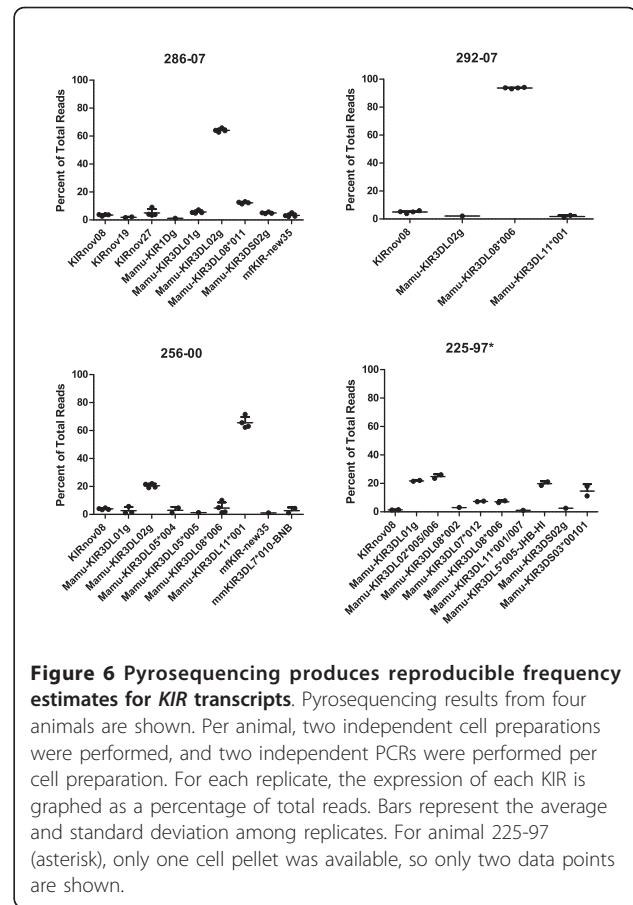 286-07
Percent of Total Reads
100
80
60
40
20
0
KIRnov08
KIRnov19
KIRnov27
Mamu-KIR1Dg
Mamu-KIR3DL01g
Mamu-KIR3DL02g
Mamu-KIR3DL08*011
Mamu-KIR3DS02g
mfKIR-new35
292-07
Percent of Total Reads
100
80
60
40
20
0
KIRnov08
Mamu-KIR3DL02g
Mamu-KIR3DL08*006
Mamu-KIR3DL11*001
256-00
Percent of Total Reads
100
80
60
40
20
0
KIRnov08
Mamu-KIR3DL01g
Mamu-KIR3DL02g
Mamu-KIR3DL05*004
Mamu-KIR3DL05*005
Mamu-KIR3DL08*006
Mamu-KIR3DL11*001
mfKIR-new35
mmKIR3DL7*010-BNB
225-97*
Percent of Total Reads
100
80
60
40
20
0
KIRnov08
Mamu-KIR3DL01g
Mamu-KIR3DL02*005/006
Mamu-KIR3DL08*002
Mamu-KIR3DL07*012
Mamu-KIR3DL08*006
Mamu-KIR3DL11*001/007
Mamu-KIR3DL5*005-JHB-HI
Mamu-KIR3DS02g
Mamu-KIR3DS03*00101
Figure 6 Pyrosequencing produces reproducible frequency
estimates for KIR transcripts. Pyrosequencing results from four
animals are shown. Per animal, two independent cell preparations
were performed, and two independent PCRs were performed per
cell preparation. For each replicate, the expression of each KIR is
graphed as a percentage of total reads. Bars represent the average
and standard deviation among replicates. For animal 225-97
(asterisk), only one cell pellet was available, so only two data points
are shown.